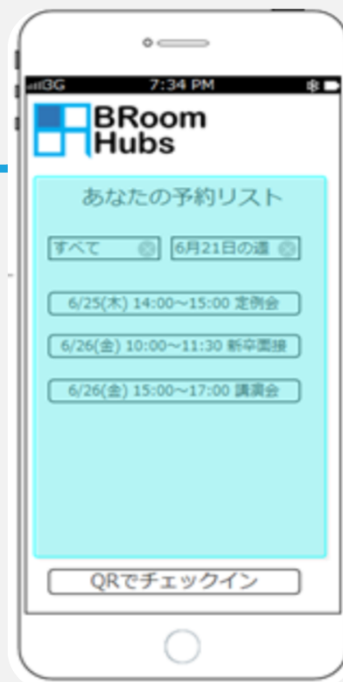 3G 7:34 PM
BRoom
Hubs
あなたの予約リスト
すべて 6月21日の週
6/25(木) 14:00～15:00 定例会
6/26(金) 10:00～11:30 新卒面接
6/26(金) 15:00～17:00 講演会
QRでチェックイン